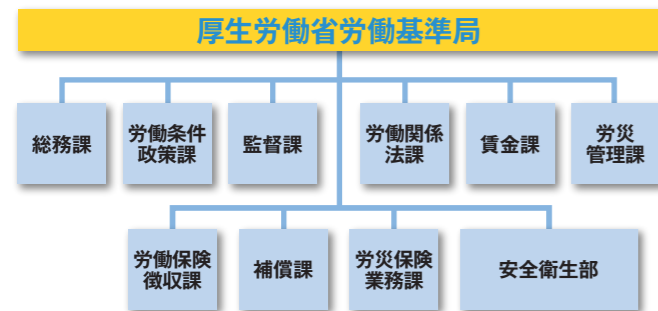 厚生労働省労働基準局
総務課
労働条件
政策課
監督課
労働関係
法課
賃金課
労災
管理課
労働保険
徴収課
補償課
労災保険
業務課
安全衛生部